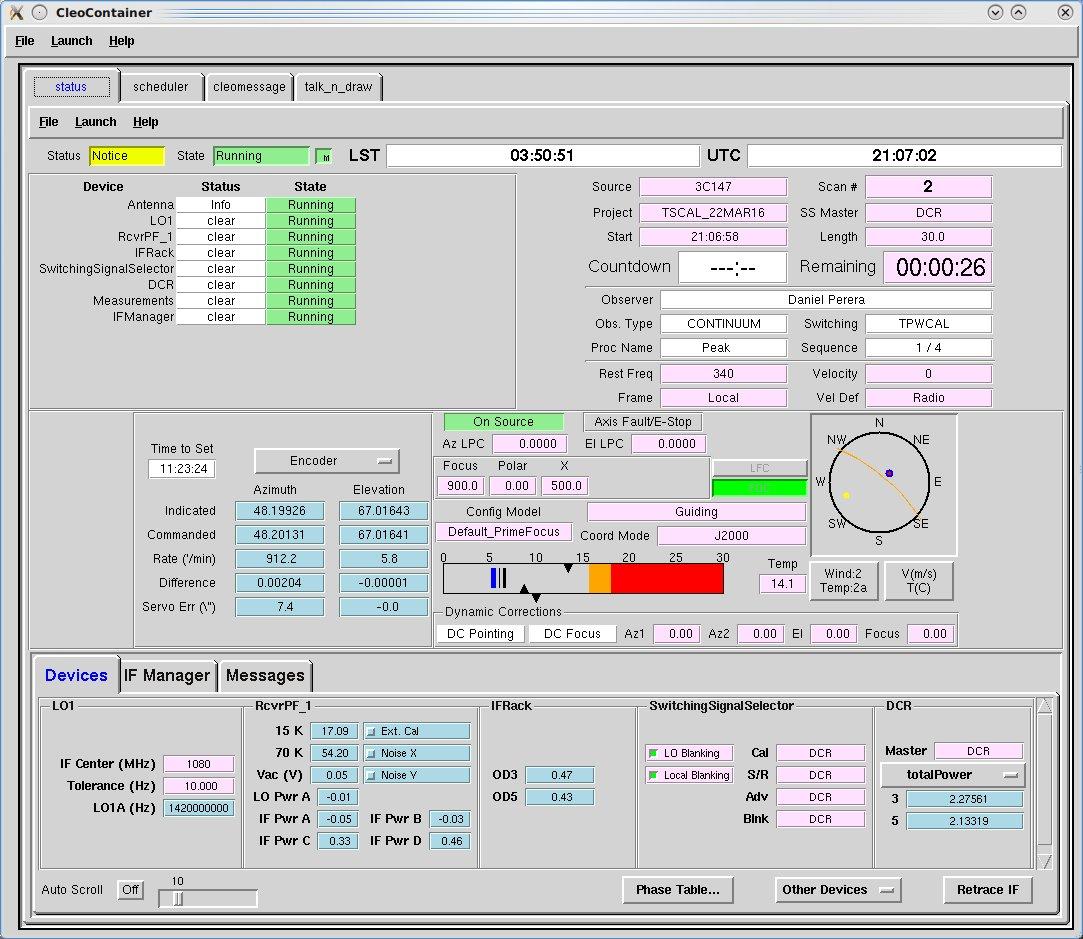 CleoContainer
File Launch Help
status scheduler cleomessage talk_n_draw
File Launch Help
Status Notice State Running M LST 03:50:51 UTC 21:07:02
Device Status State
Antenna Info Running
LO1 clear Running
RcvrPF_1 clear Running
IFRack clear Running
SwitchingSignalSelector clear Running
DCR clear Running
Measurements clear Running
IFManager clear Running
Source 3C147 Scan # 2
Project TSCAL_22MAR16 SS Master DCR
Start 21:06:58 Length 30.0
Countdown ---:-- Remaining 00:00:26
Observer Daniel Perera
Obs. Type CONTINUUM Switching TPWCAL
Proc Name Peak Sequence 1 / 4
Rest Freq 340 Velocity 0
Frame Local Vel Def Radio
Time to Set
11:23:24
Encoder
Azimuth Elevation
Indicated 48.19926 67.01643
Commanded 48.20131 67.01641
Rate ('/min) 912.2 5.8
Difference 0.00204 -0.00001
Servo Err (\") 7.4 -0.0
On Source Axis Fault/E-Stop
Az LPC 0.0000 El LPC 0.0000
Focus Polar X
900.0 0.00 500.0
LFC
Config Model Guiding
Default_PrimeFocus Coord Mode J2000
0 5 10 15 20 25 30
Temp
14.1
Wind:2
Temp:2a
V(m/s)
T(C)
N
NW NE
W E
SW SE
S
Dynamic Corrections
DC Pointing DC Focus Az1 0.00 Az2 0.00 El 0.00 Focus 0.00
Devices IF Manager Messages
LO1
IF Center (MHz) 1080
Tolerance (Hz) 10.000
LO1A (Hz) 1420000000
RcvrPF_1
15 K 17.09 Ext. Cal
70 K 54.20 Noise X
Vac (V) 0.05 Noise Y
LO Pwr A -0.01
IF Pwr A -0.05 IF Pwr B -0.03
IF Pwr C 0.33 IF Pwr D 0.46
IFRack
OD3 0.47
OD5 0.43
SwitchingSignalSelector
LO Blanking Cal DCR
Local Blanking S/R DCR
Adv DCR
Blnk DCR
DCR
Master DCR
totalPower
3 2.27561
5 2.13319
Auto Scroll Off 10
Phase Table... Other Devices Retrace IF